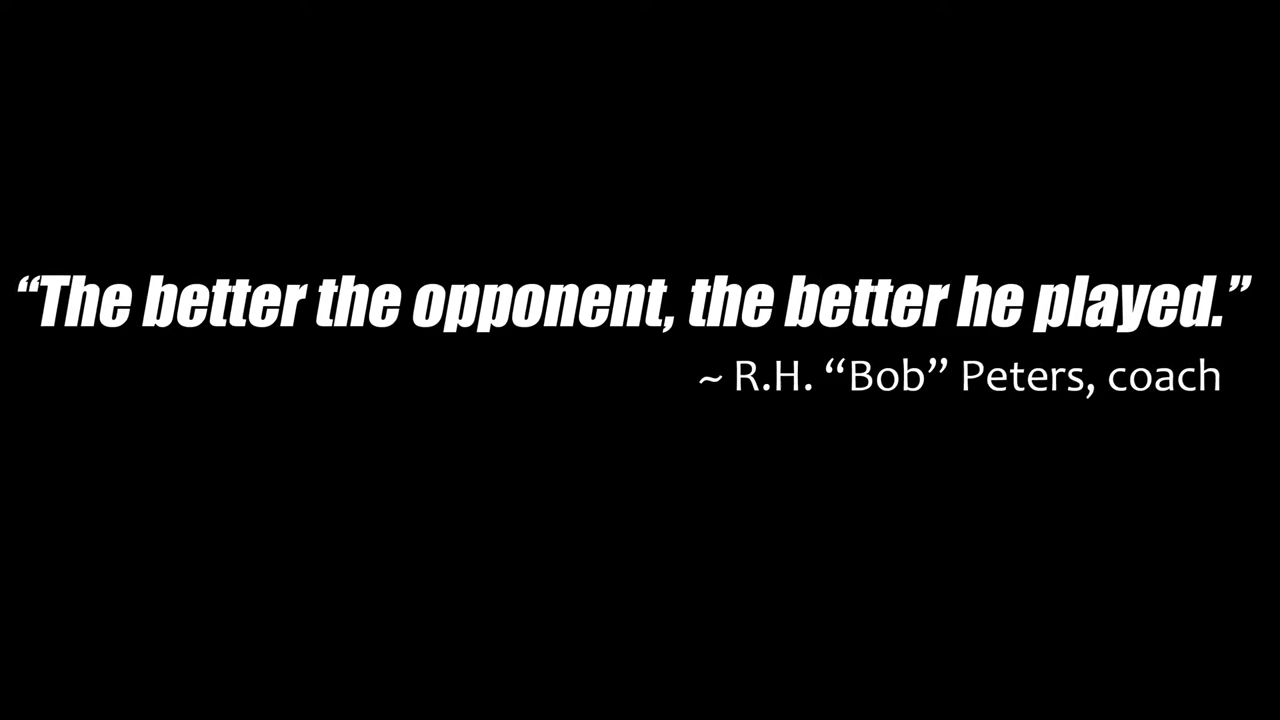 “The better the opponent, the better he played.”
~ R.H. “Bob” Peters, coach